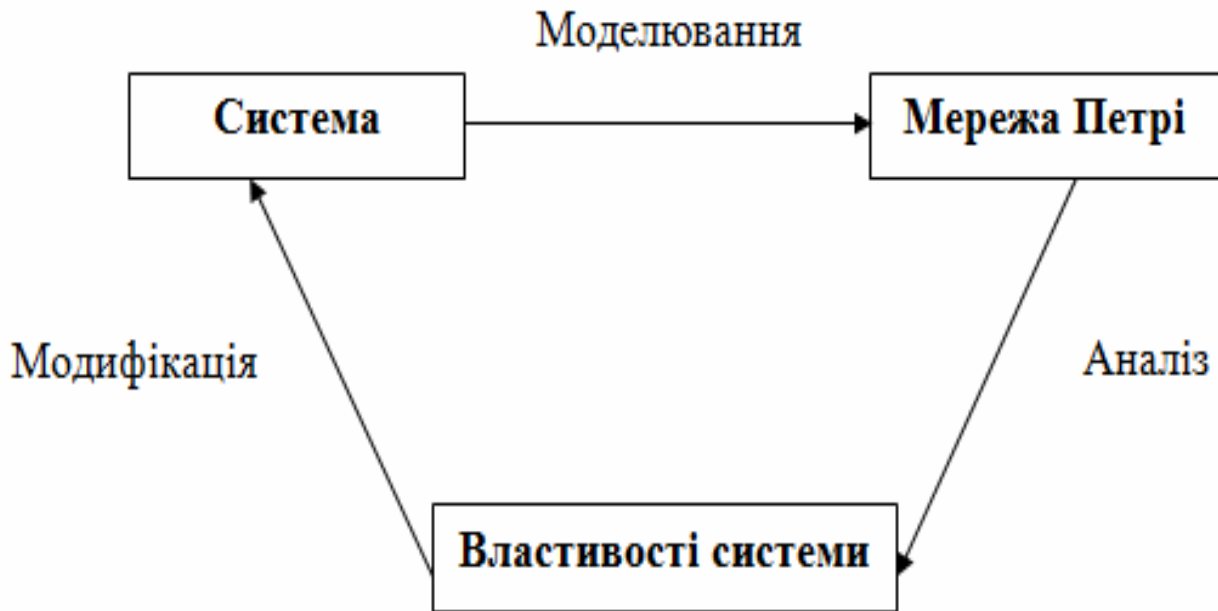 Моделювання
Система
Мережа Петрі
Модифікація
Аналіз
Властивості системи